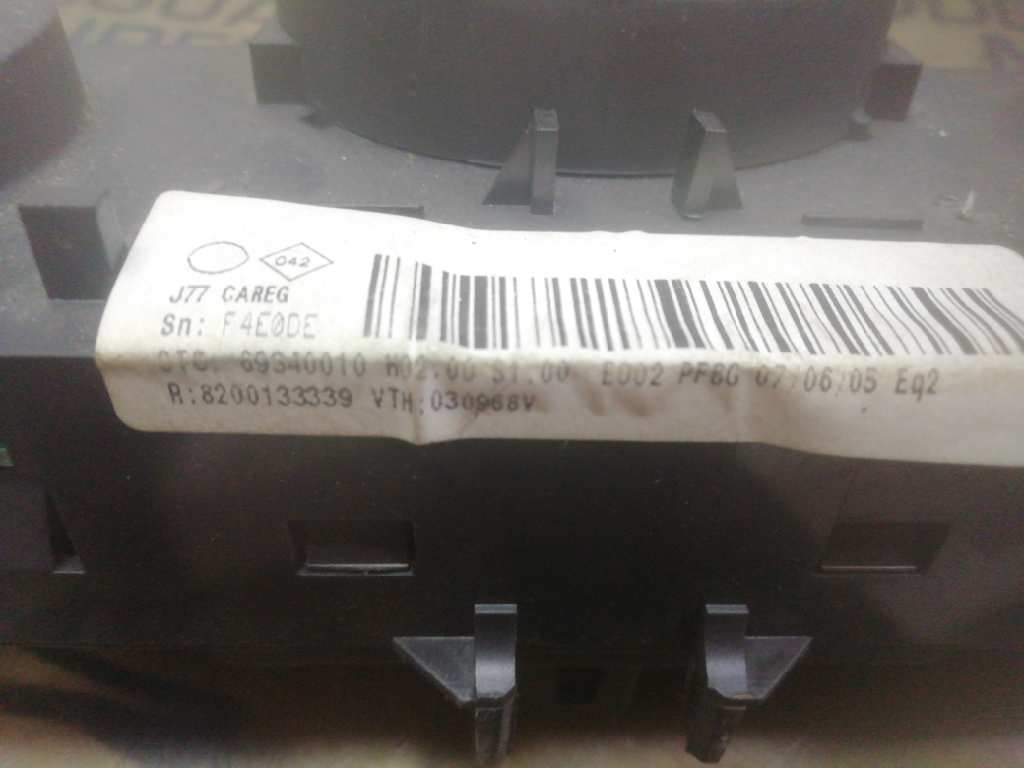 042
J77 CAREG
Sn: F4E0DE
CTC: 69340010 H02:00 S1:00 E002 PF6C 07/06/05 Eq2
R:8200133339 VTH:030968V